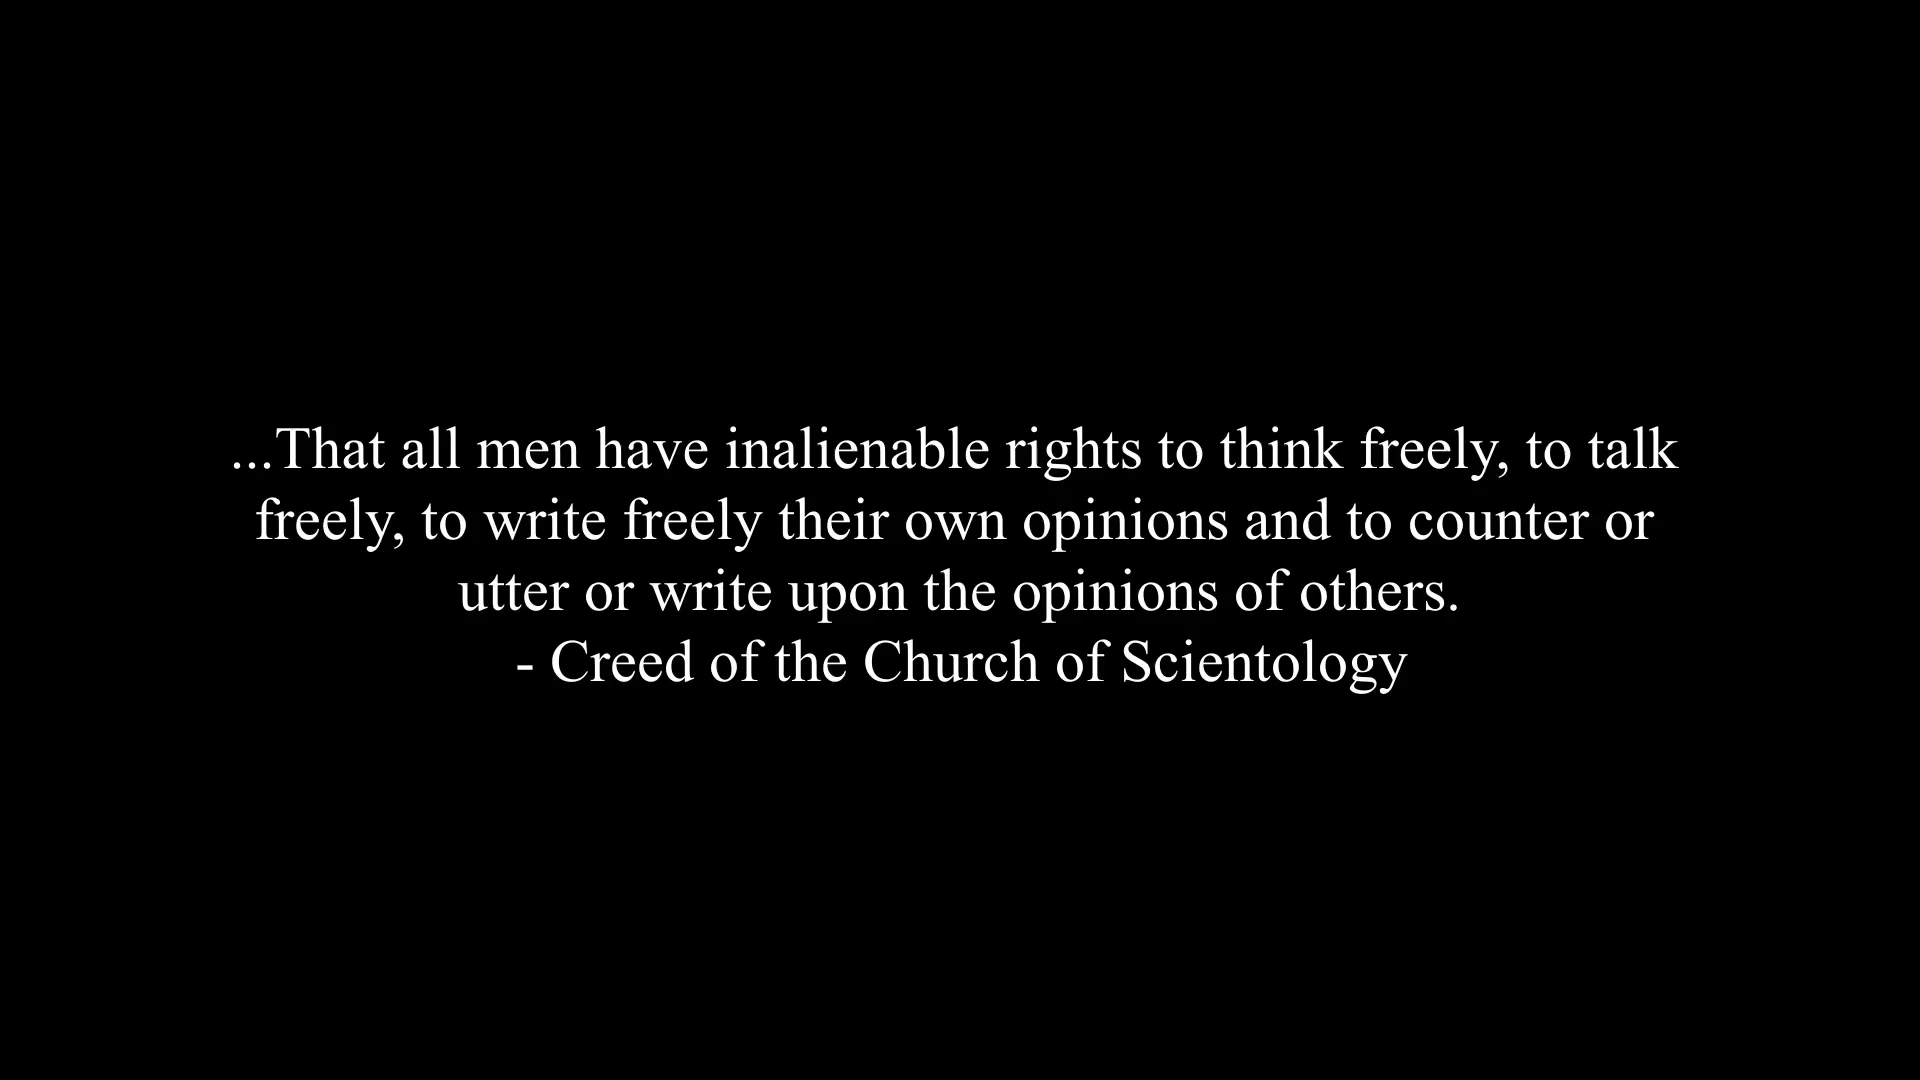 ...That all men have inalienable rights to think freely, to talk
freely, to write freely their own opinions and to counter or
utter or write upon the opinions of others.
- Creed of the Church of Scientology